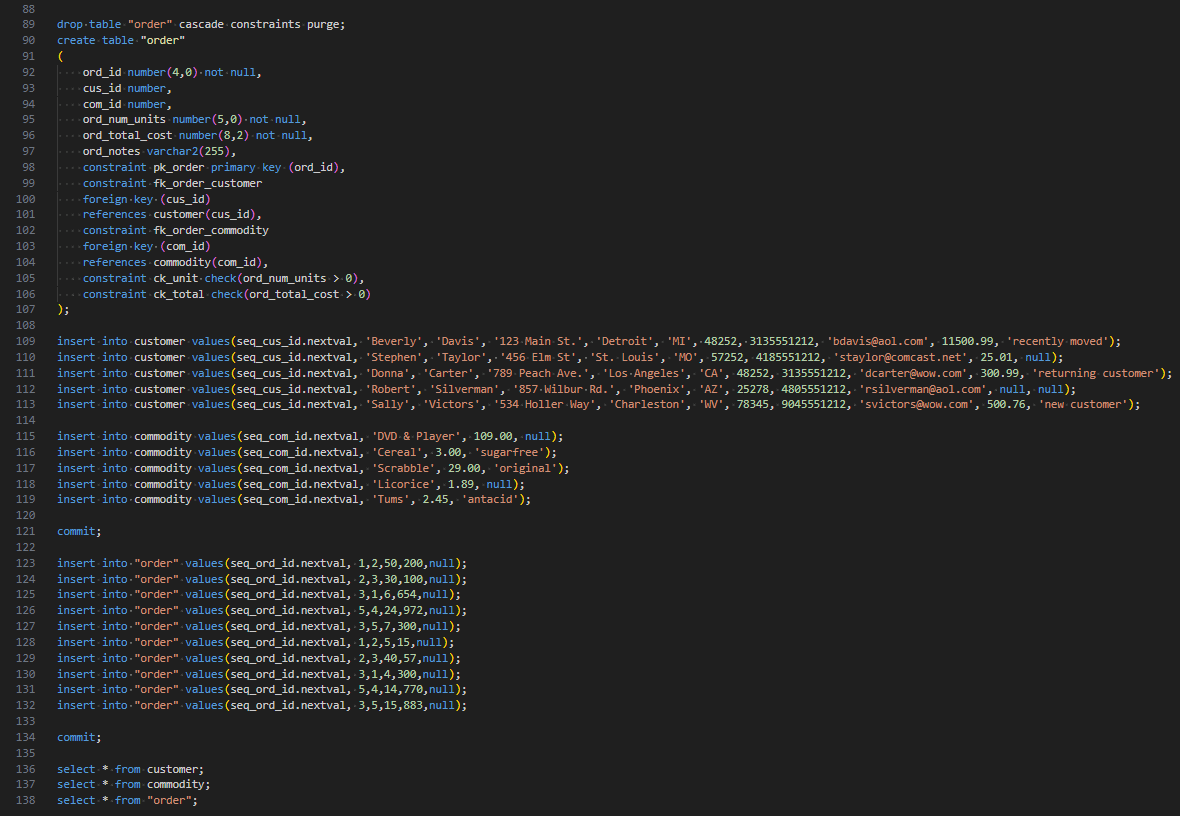 88
89 drop table "order" cascade constraints purge;
90 create table "order"
91 (
92 ord_id number(4,0) not null,
93 cus_id number,
94 com_id number,
95 ord_num_units number(5,0) not null,
96 ord_total_cost number(8,2) not null,
97 ord_notes varchar2(255),
98 constraint pk_order primary key (ord_id),
99 constraint fk_order_customer
100 foreign key (cus_id)
101 references customer(cus_id),
102 constraint fk_order_commodity
103 foreign key (com_id)
104 references commodity(com_id),
105 constraint ck_unit check(ord_num_units > 0),
106 constraint ck_total check(ord_total_cost > 0)
107 );
108
109 insert into customer values(seq_cus_id.nextval, 'Beverly', 'Davis', '123 Main St.', 'Detroit', 'MI', 48252, 3135551212, 'bdavis@aol.com', 11500.99, 'recently moved');
110 insert into customer values(seq_cus_id.nextval, 'Stephen', 'Taylor', '456 Elm St', 'St. Louis', 'MO', 57252, 4185551212, 'staylor@comcast.net', 25.01, null);
111 insert into customer values(seq_cus_id.nextval, 'Donna', 'Carter', '789 Peach Ave.', 'Los Angeles', 'CA', 48252, 3135551212, 'dcarter@wow.com', 300.99, 'returning customer');
112 insert into customer values(seq_cus_id.nextval, 'Robert', 'Silverman', '857 Wilbur Rd.', 'Phoenix', 'AZ', 25278, 4805551212, 'rsilverman@aol.com', null, null);
113 insert into customer values(seq_cus_id.nextval, 'Sally', 'Victors', '534 Holler Way', 'Charleston', 'WV', 78345, 9045551212, 'svictors@wow.com', 500.76, 'new customer');
114
115 insert into commodity values(seq_com_id.nextval, 'DVD & Player', 109.00, null);
116 insert into commodity values(seq_com_id.nextval, 'Cereal', 3.00, 'sugarfree');
117 insert into commodity values(seq_com_id.nextval, 'Scrabble', 29.00, 'original');
118 insert into commodity values(seq_com_id.nextval, 'Licorice', 1.89, null);
119 insert into commodity values(seq_com_id.nextval, 'Tums', 2.45, 'antacid');
120
121 commit;
122
123 insert into "order" values(seq_ord_id.nextval, 1,2,50,200,null);
124 insert into "order" values(seq_ord_id.nextval, 2,3,30,100,null);
125 insert into "order" values(seq_ord_id.nextval, 3,1,6,654,null);
126 insert into "order" values(seq_ord_id.nextval, 5,4,24,972,null);
127 insert into "order" values(seq_ord_id.nextval, 3,5,7,300,null);
128 insert into "order" values(seq_ord_id.nextval, 1,2,5,15,null);
129 insert into "order" values(seq_ord_id.nextval, 2,3,40,57,null);
130 insert into "order" values(seq_ord_id.nextval, 3,1,4,300,null);
131 insert into "order" values(seq_ord_id.nextval, 5,4,14,770,null);
132 insert into "order" values(seq_ord_id.nextval, 3,5,15,883,null);
133
134 commit;
135
136 select * from customer;
137 select * from commodity;
138 select * from "order";